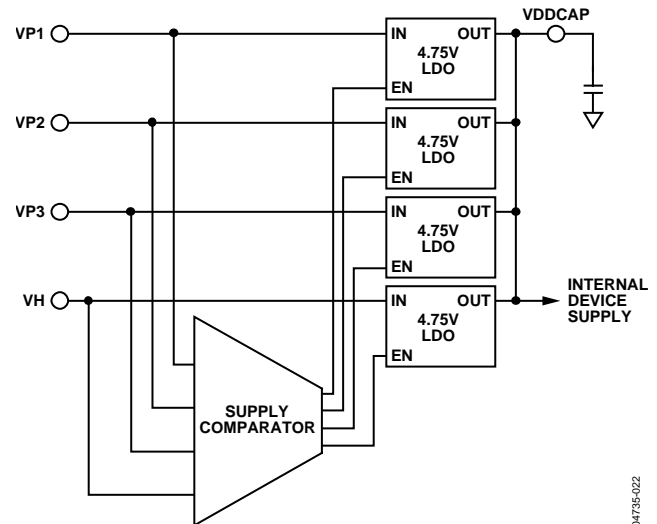 VDDCAP
VP1
IN OUT
4.75V
LDO
EN
VP2
IN OUT
4.75V
LDO
EN
VP3
IN OUT
4.75V
LDO
EN
VH
IN OUT
4.75V
LDO
EN
INTERNAL
DEVICE
SUPPLY
SUPPLY
COMPARATOR
04735-022